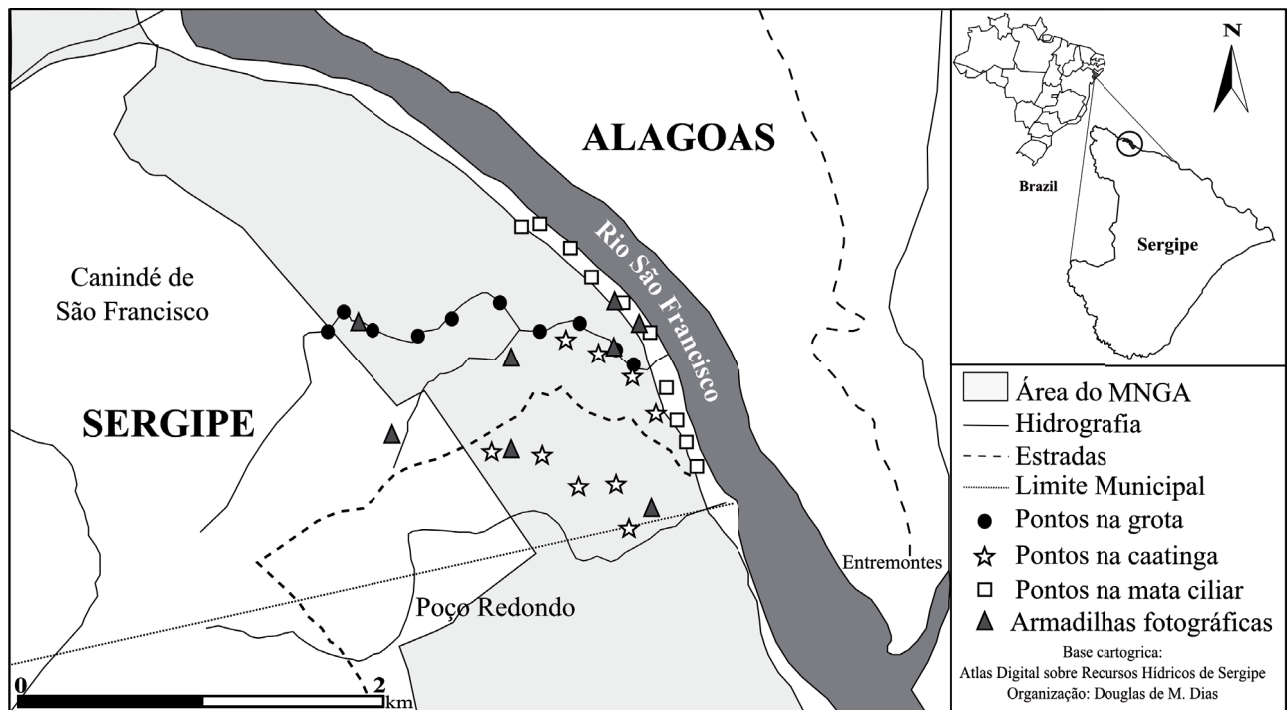 ALAGOAS
Rio São Francisco
Canindé de
São Francisco
SERGIPE
Poço Redondo
Entremontes
0
2
km
N
Brazil
Sergipe
Área do MNGA
Hidrografia
Estradas
Limite Municipal
Pontos na grota
Pontos na caatinga
Pontos na mata ciliar
Armadilhas fotográficas
Base cartogrica:
Atlas Digital sobre Recursos Hídricos de Sergipe
Organização: Douglas de M. Dias